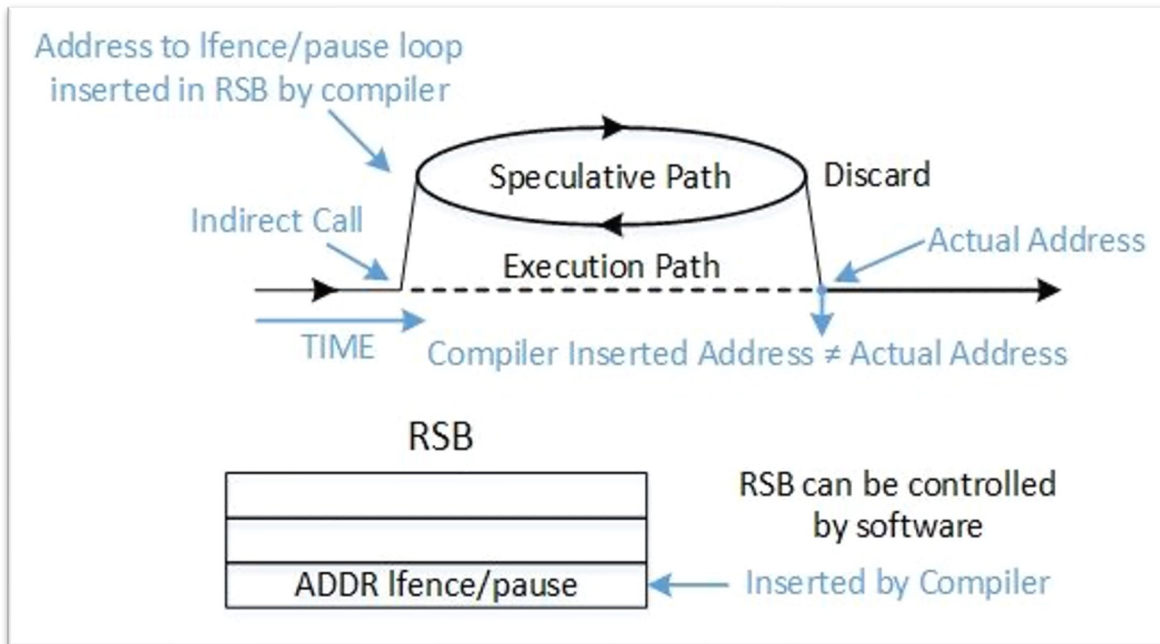 Address to lfence/pause loop
inserted in RSB by compiler
Speculative Path
Discard
Indirect Call
Actual Address
Execution Path
TIME
Compiler Inserted Address ≠ Actual Address
RSB
RSB can be controlled
by software
ADDR lfence/pause
Inserted by Compiler